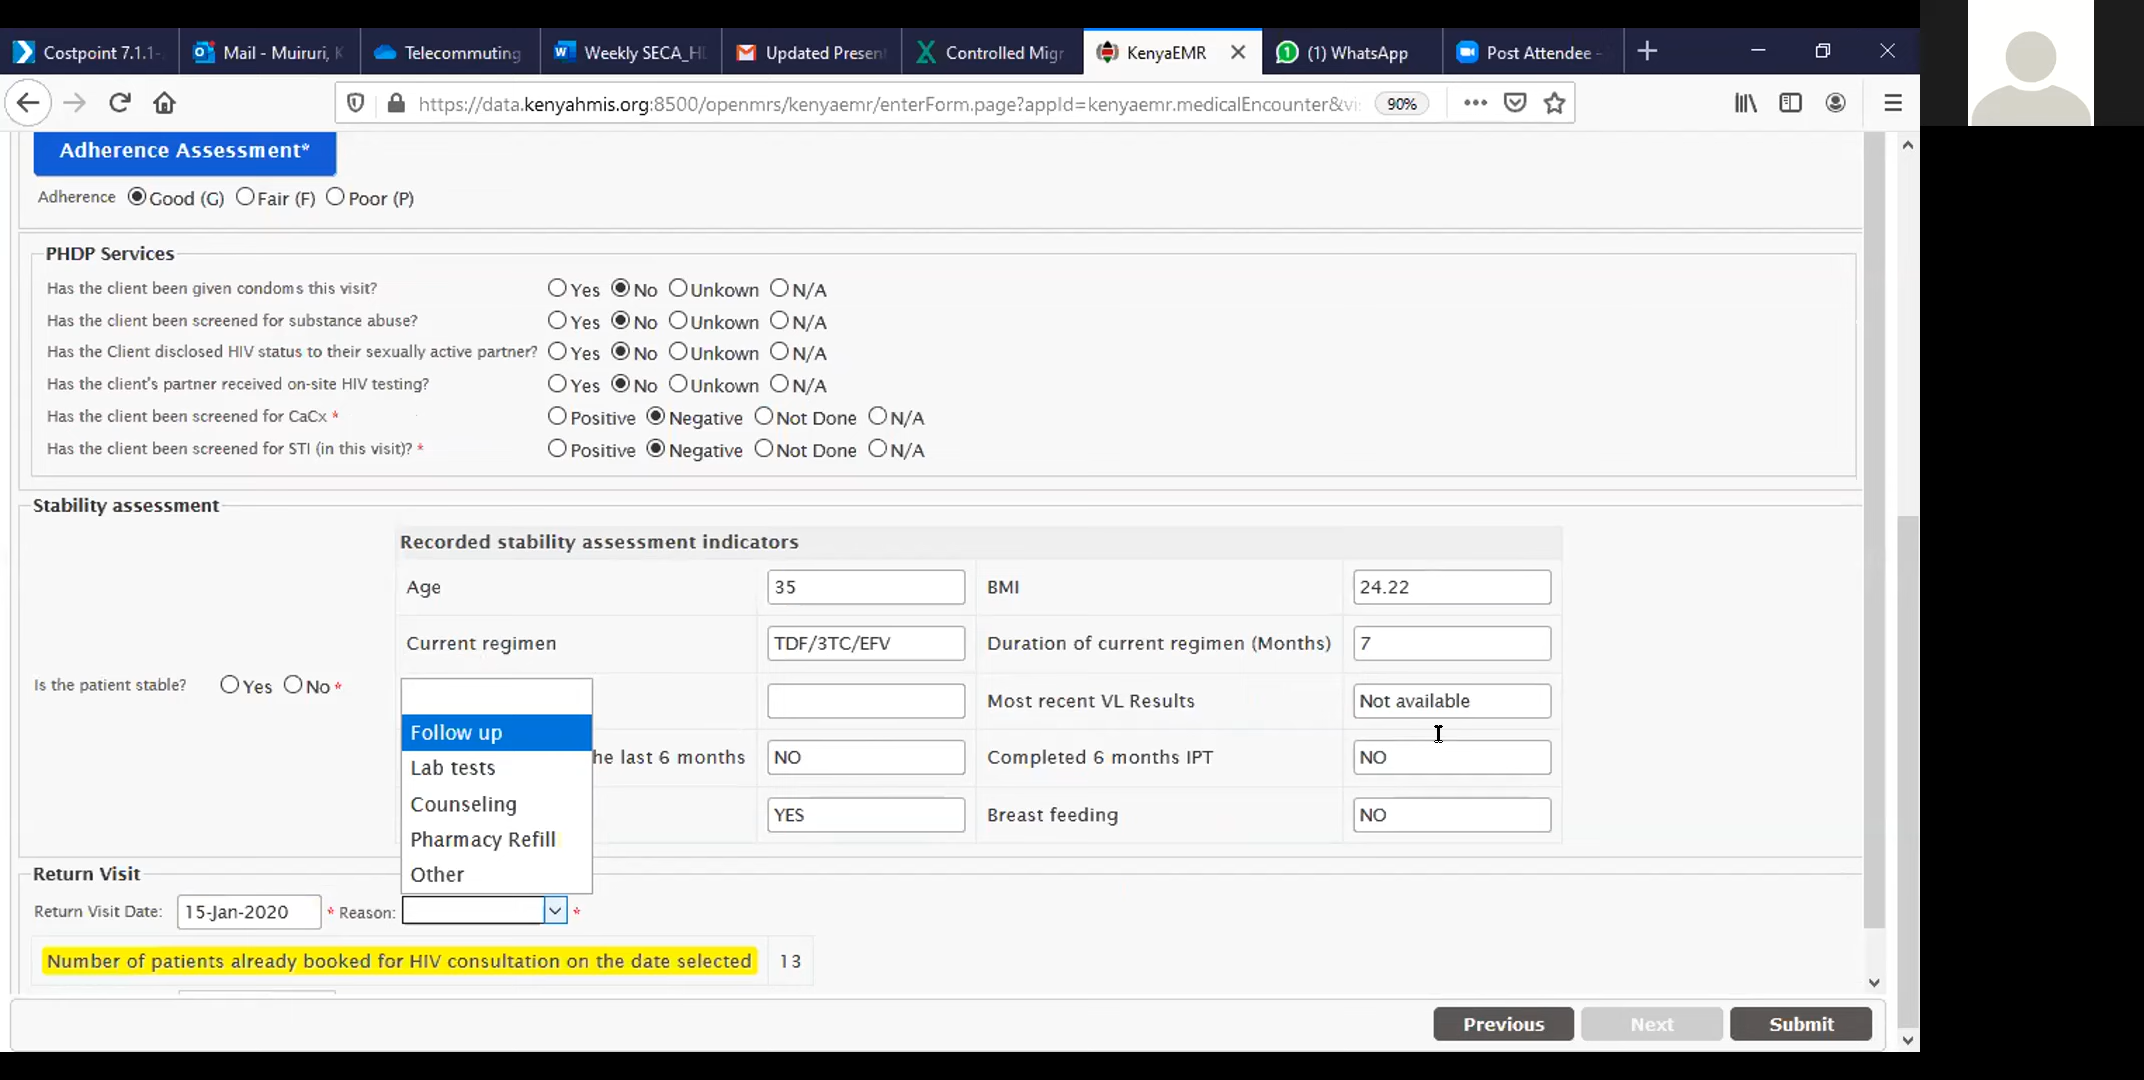 Costpoint 7.1.1-
Mail - Muiruri, K
Telecommuting
Weekly SECA_HI
Updated Present
Controlled Migr
KenyaEMR
(1) WhatsApp
Post Attendee -
https://data.kenyahmis.org:8500/openmrs/kenyaemr/enterForm.page?appId=kenyaemr.medicalEncounter&vi
90%
Adherence Assessment*
Adherence Good (G) Fair (F) Poor (P)
PHDP Services
Has the client been given condoms this visit? Yes No Unkown N/A
Has the client been screened for substance abuse? Yes No Unkown N/A
Has the Client disclosed HIV status to their sexually active partner? Yes No Unkown N/A
Has the client's partner received on-site HIV testing? Yes No Unkown N/A
Has the client been screened for CaCx * Positive Negative Not Done N/A
Has the client been screened for STI (in this visit)? * Positive Negative Not Done N/A
Stability assessment
Recorded stability assessment indicators
Age 35 BMI 24.22
Current regimen TDF/3TC/EFV Duration of current regimen (Months) 7
Is the patient stable? Yes No *
Most recent VL Results Not available
Follow up
Lab tests
Counseling
Pharmacy Refill
Other
he last 6 months NO Completed 6 months IPT NO
YES Breast feeding NO
Return Visit
Return Visit Date: 15-Jan-2020 * Reason: *
Number of patients already booked for HIV consultation on the date selected 13
Previous Next Submit